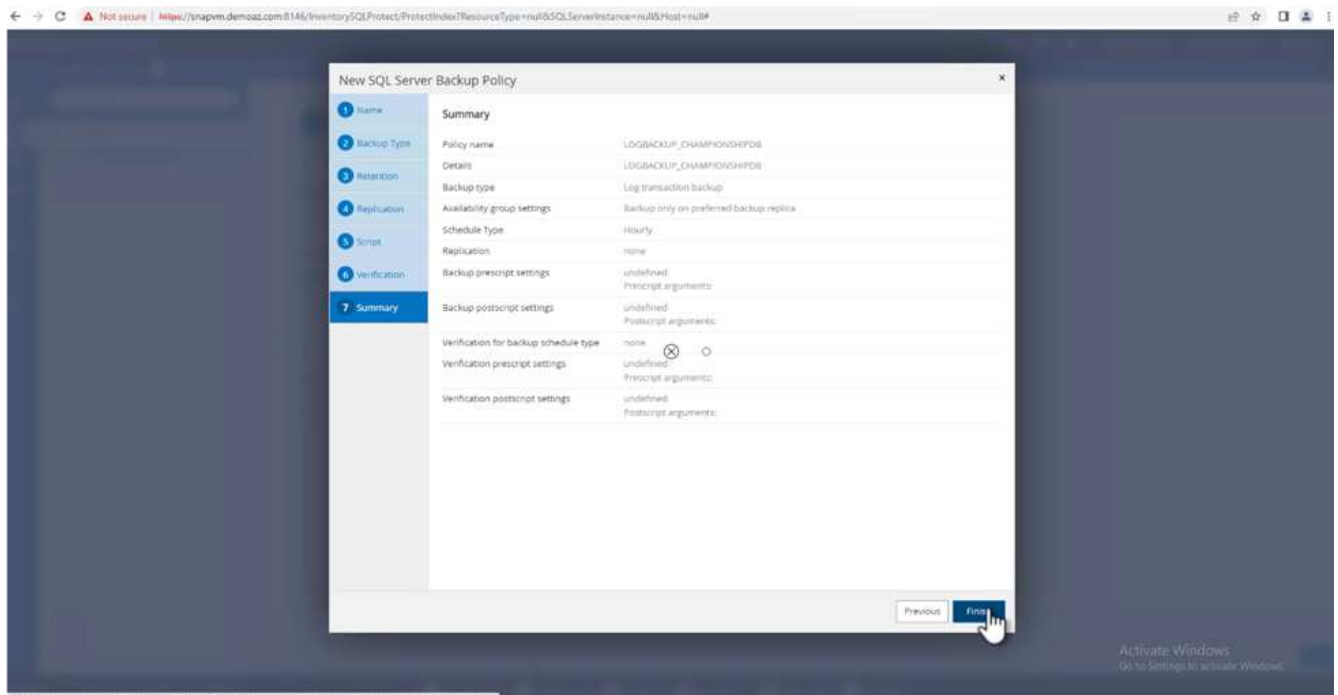 Not secure | https://snapvm.demoaz.com:8146/InventorySQLProtect/ProtectIndex?ResourceType=null&SQLServerInstance=null&Host=null#
New SQL Server Backup Policy x
1 Name
2 Backup Type
3 Retention
4 Replication
5 Script
6 Verification
7 Summary
Summary
Policy name LOGBACKUP_CHAMPIONSHIPDB
Details LOGBACKUP_CHAMPIONSHIPDB
Backup type Log transaction backup
Availability group settings Backup only on preferred backup replica
Schedule Type Hourly
Replication none
Backup prescript settings undefined
Prescript arguments:
Backup postscript settings undefined
Postscript arguments:
Verification for backup schedule type none
Verification prescript settings undefined
Prescript arguments:
Verification postscript settings undefined
Postscript arguments:
Previous Finish
Activate Windows
Go to Settings to activate Windows.